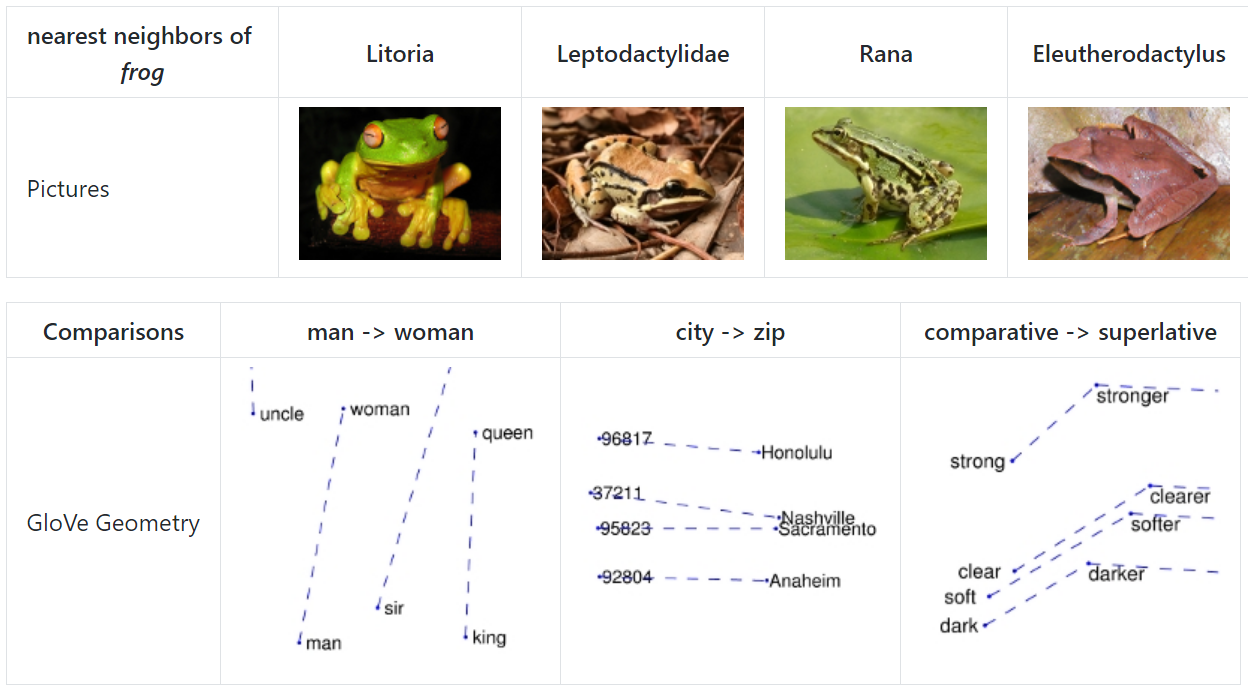 nearest neighbors of
frog
Litoria
Leptodactylidae
Rana
Eleutherodactylus
Pictures
Comparisons
man -> woman
city -> zip
comparative -> superlative
GloVe Geometry
uncle
woman
queen
sir
man
king
96817
Honolulu
37211
Nashville
95823
Sacramento
92804
Anaheim
stronger
strong
clearer
softer
clear
darker
soft
dark